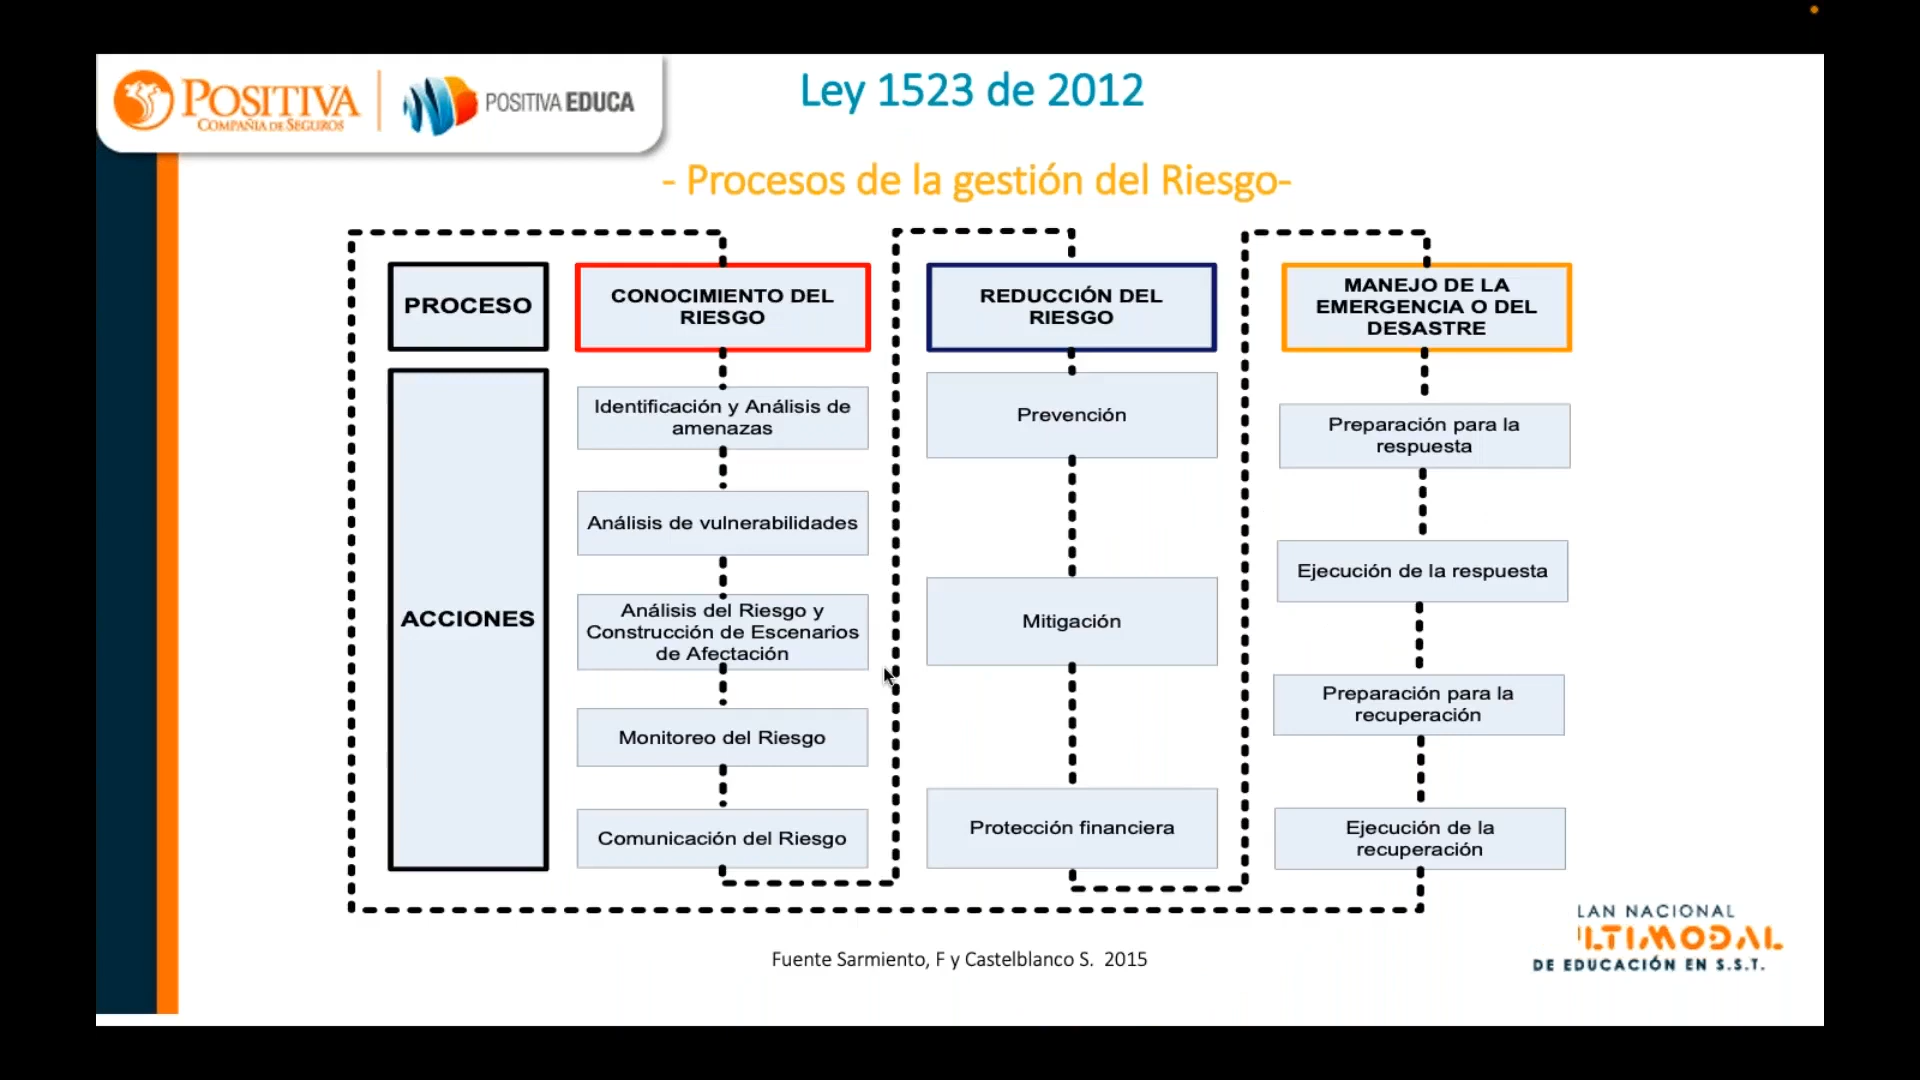 POSITIVA
COMPAÑIA DE SEGUROS
POSITIVA EDUCA
Ley 1523 de 2012
- Procesos de la gestión del Riesgo-
PROCESO
CONOCIMIENTO DEL
RIESGO
REDUCCIÓN DEL
RIESGO
MANEJO DE LA
EMERGENCIA O DEL
DESASTRE
ACCIONES
Identificación y Análisis de
amenazas
Análisis de vulnerabilidades
Análisis del Riesgo y
Construcción de Escenarios
de Afectación
Monitoreo del Riesgo
Comunicación del Riesgo
Prevención
Mitigación
Protección financiera
Preparación para la
respuesta
Ejecución de la respuesta
Preparación para la
recuperación
Ejecución de la
recuperación
Fuente Sarmiento, F y Castelblanco S. 2015
LAN NACIONAL
LTIMODAL
DE EDUCACIÓN EN S.S.T.